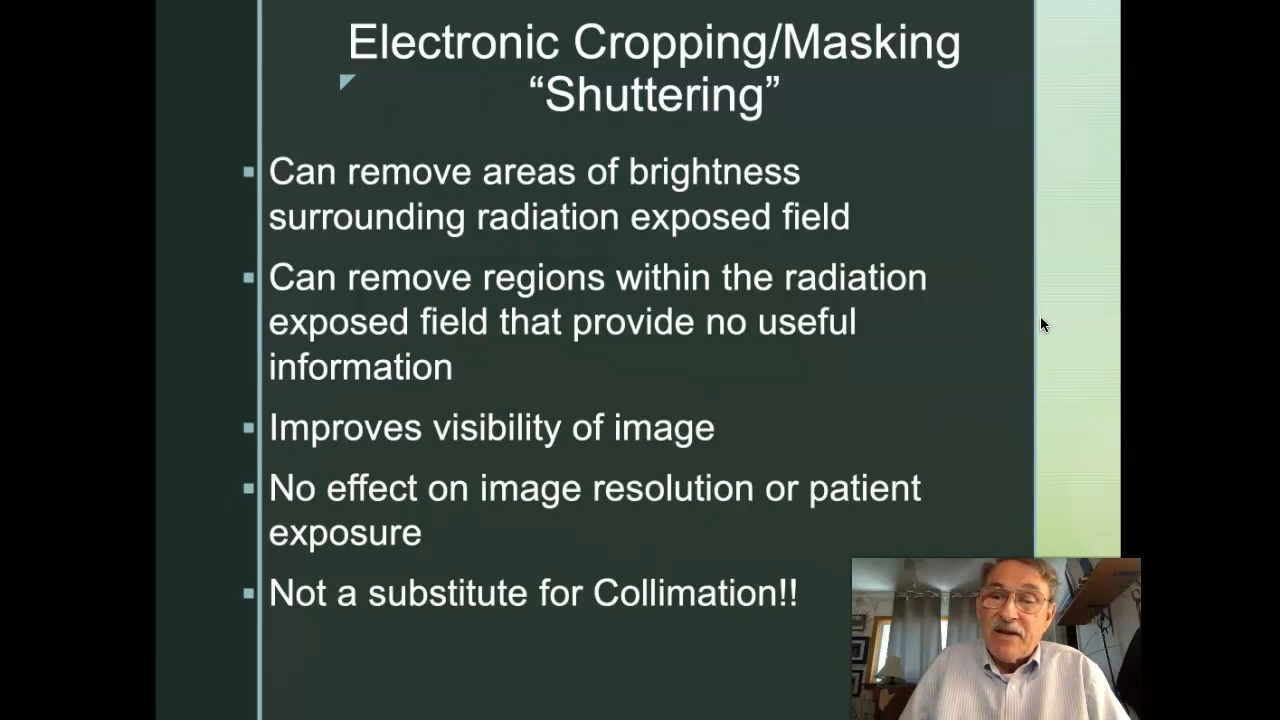 Electronic Cropping/Masking
“Shuttering”
Can remove areas of brightness
surrounding radiation exposed field
Can remove regions within the radiation
exposed field that provide no useful
information
Improves visibility of image
No effect on image resolution or patient
exposure
Not a substitute for Collimation!!